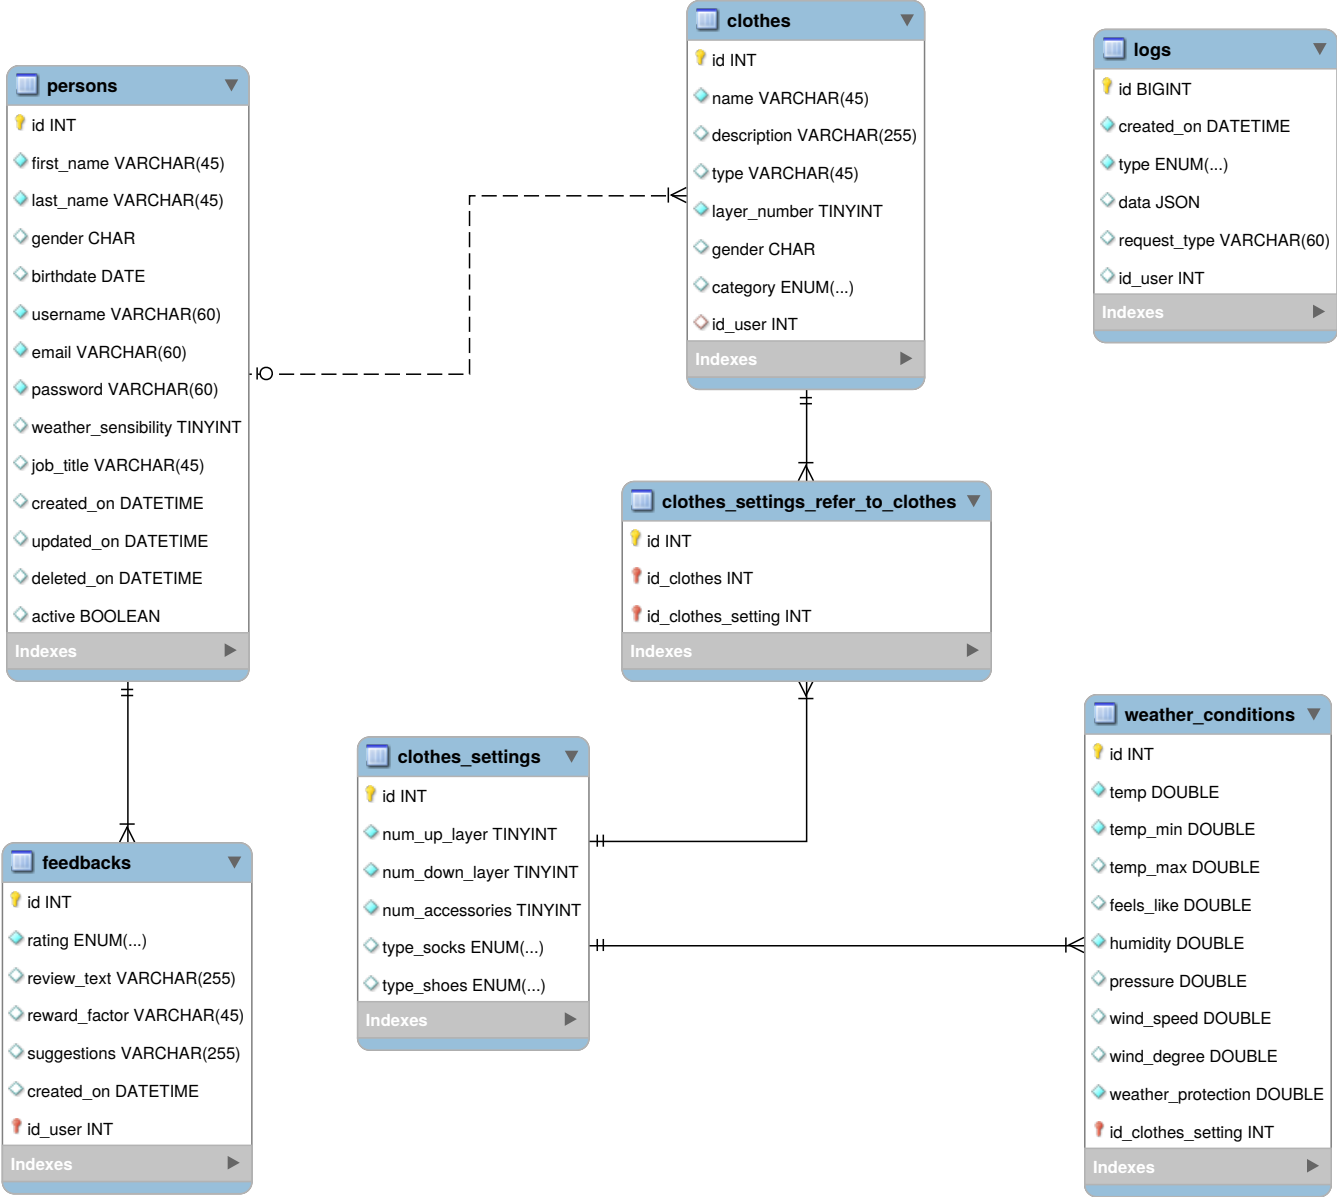 persons
id INT
first_name VARCHAR(45)
last_name VARCHAR(45)
gender CHAR
birthdate DATE
username VARCHAR(60)
email VARCHAR(60)
password VARCHAR(60)
weather_sensibility TINYINT
job_title VARCHAR(45)
created_on DATETIME
updated_on DATETIME
deleted_on DATETIME
active BOOLEAN
Indexes
clothes
id INT
name VARCHAR(45)
description VARCHAR(255)
type VARCHAR(45)
layer_number TINYINT
gender CHAR
category ENUM(...)
id_user INT
Indexes
logs
id BIGINT
created_on DATETIME
type ENUM(...)
data JSON
request_type VARCHAR(60)
id_user INT
Indexes
clothes_settings_refer_to_clothes
id INT
id_clothes INT
id_clothes_setting INT
Indexes
feedbacks
id INT
rating ENUM(...)
review_text VARCHAR(255)
reward_factor VARCHAR(45)
suggestions VARCHAR(255)
created_on DATETIME
id_user INT
Indexes
clothes_settings
id INT
num_up_layer TINYINT
num_down_layer TINYINT
num_accessories TINYINT
type_socks ENUM(...)
type_shoes ENUM(...)
Indexes
weather_conditions
id INT
temp DOUBLE
temp_min DOUBLE
temp_max DOUBLE
feels_like DOUBLE
humidity DOUBLE
pressure DOUBLE
wind_speed DOUBLE
wind_degree DOUBLE
weather_protection DOUBLE
id_clothes_setting INT
Indexes